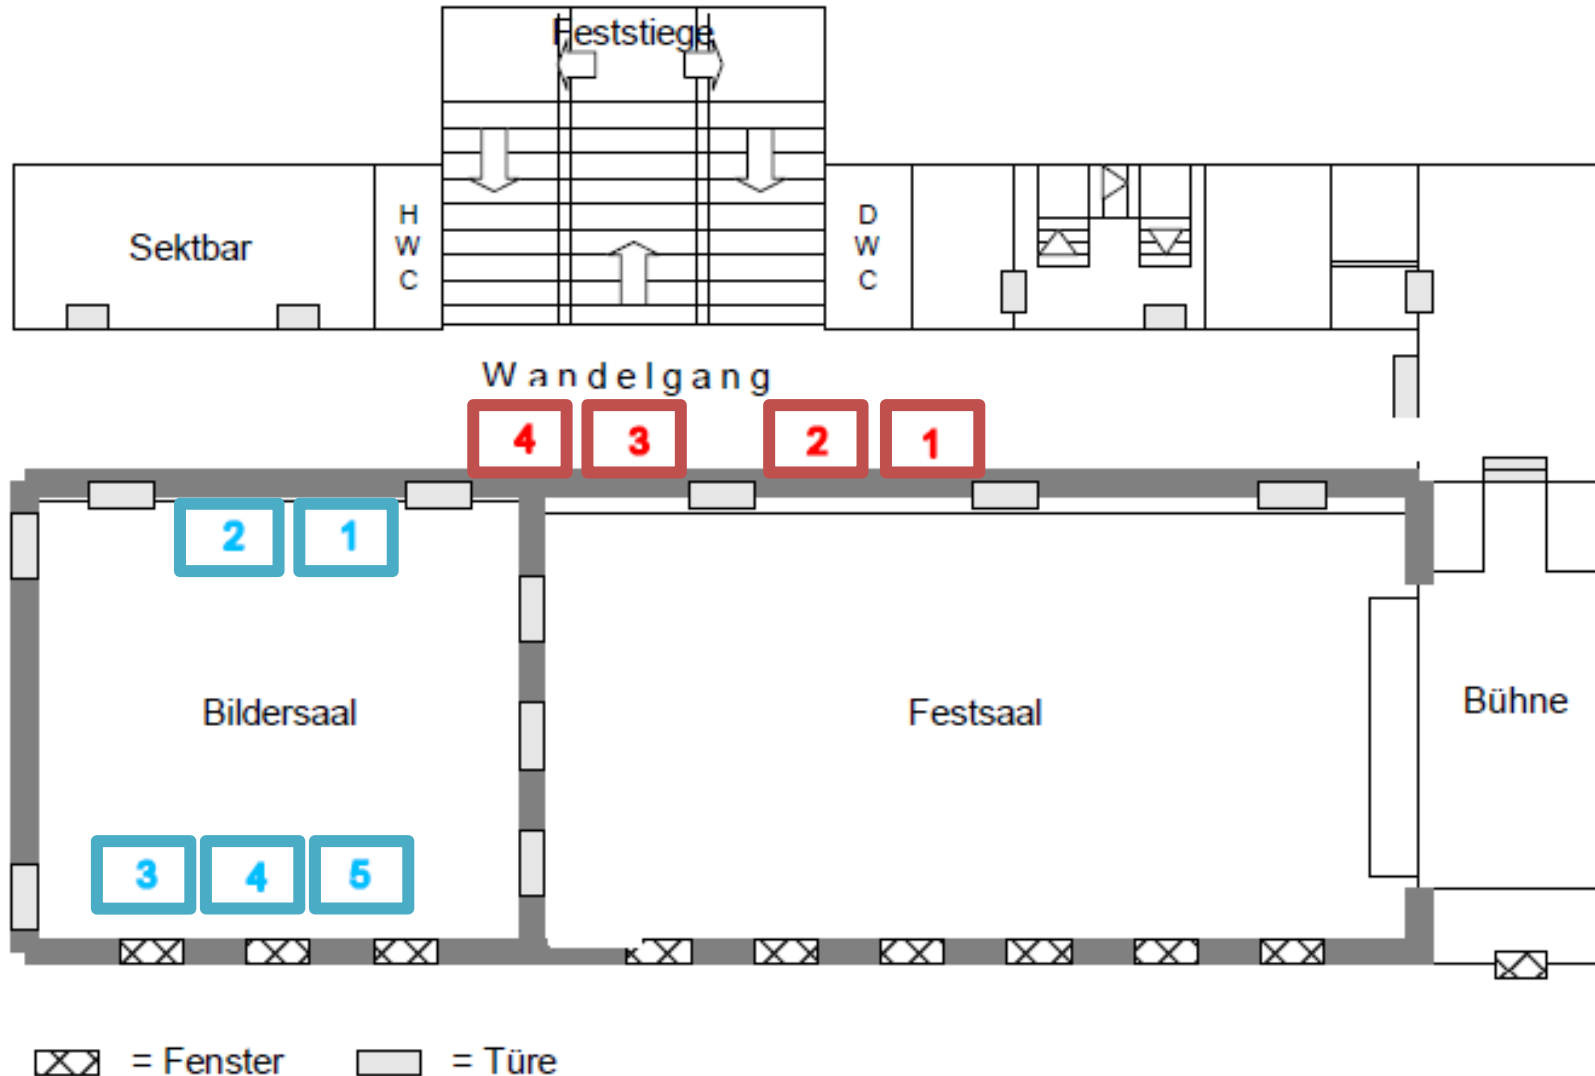 Feststiege
Sektbar
H
W
C
D
W
C
Wandelgang
4 3 2 1
2 1
Bildersaal
Festsaal
Bühne
3 4 5
= Fenster = Türe